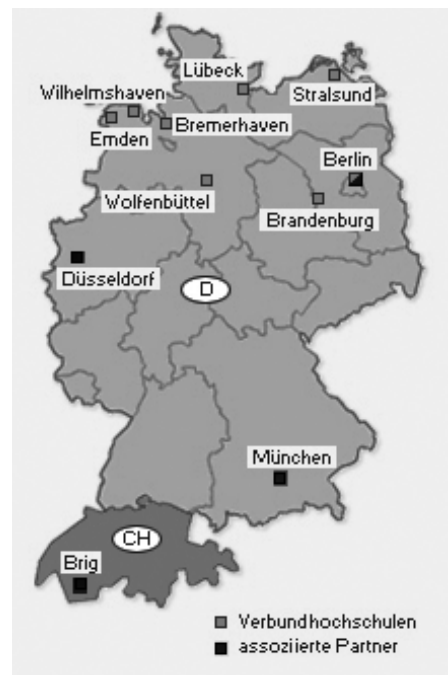 Lübeck
Stralsund
Wilhelmshaven
Emden
Bremerhaven
Berlin
Wolfenbüttel
Brandenburg
Düsseldorf
D
München
CH
Brig
Verbundhochschulen
assoziierte Partner